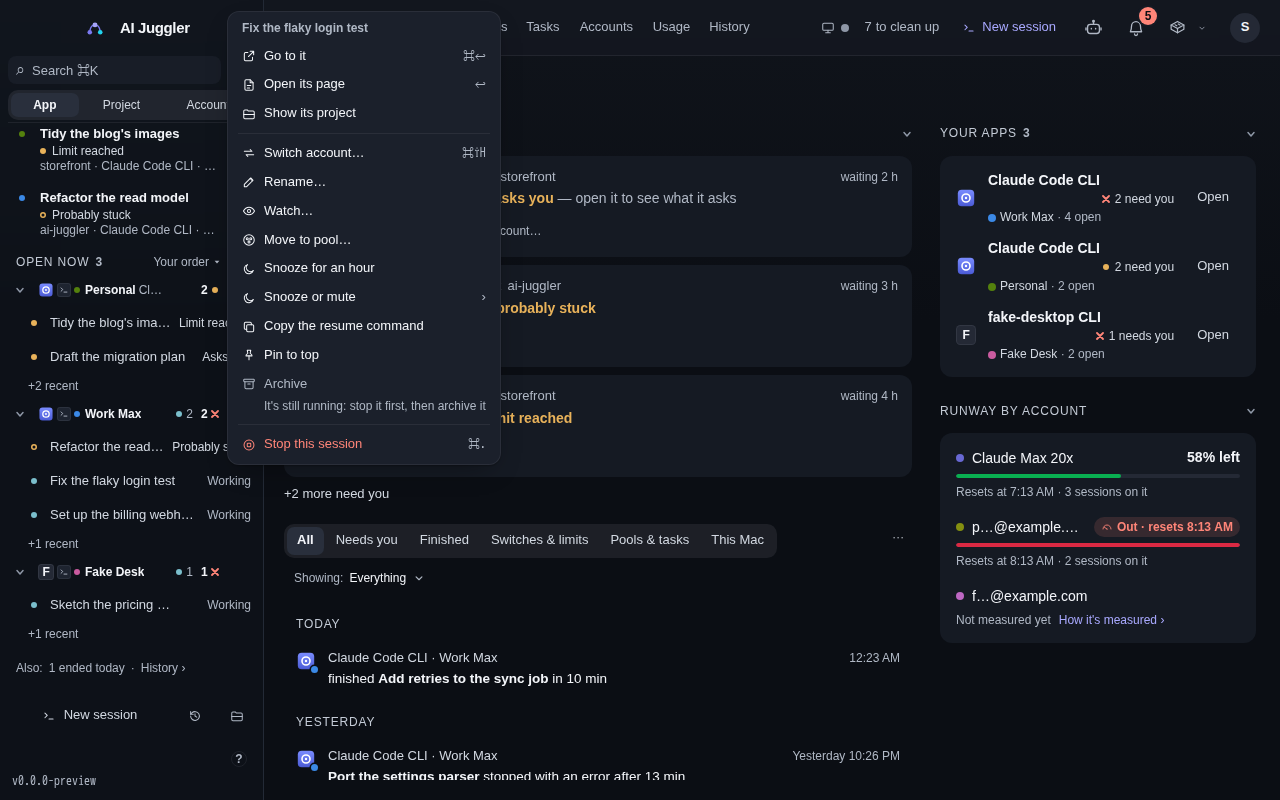 AI Juggler
Search ⌘K
App Project Accoun
Tidy the blog's images
Limit reached
storefront · Claude Code CLI · …
Refactor the read model
Probably stuck
ai-juggler · Claude Code CLI · …
OPEN NOW 3 Your order
Personal Cl… 2
Tidy the blog's ima… Limit reac
Draft the migration plan Asks
+2 recent
Work Max 2 2
Refactor the read… Probably s
Fix the flaky login test Working
Set up the billing webh… Working
+1 recent
F Fake Desk 1 1
Sketch the pricing … Working
+1 recent
Also: 1 ended today · History ›
New session
?
v0.0.0-preview
Fix the flaky login test
Go to it ⌘↩
Open its page ↩
Show its project
Switch account… ⌘⇧H
Rename…
Watch…
Move to pool…
Snooze for an hour
Snooze or mute ›
Copy the resume command
Pin to top
Archive
It's still running: stop it first, then archive it
Stop this session ⌘.
s Tasks Accounts Usage History
7 to clean up
New session
5
S
storefront waiting 2 h
sks you — open it to see what it asks
count…
ai-juggler waiting 3 h
probably stuck
storefront waiting 4 h
nit reached
+2 more need you
All Needs you Finished Switches & limits Pools & tasks This Mac
…
Showing: Everything
TODAY
Claude Code CLI · Work Max 12:23 AM
finished Add retries to the sync job in 10 min
YESTERDAY
Claude Code CLI · Work Max Yesterday 10:26 PM
Port the settings parser stopped with an error after 13 min
YOUR APPS 3
Claude Code CLI
2 need you
Work Max · 4 open
Open
Claude Code CLI
2 need you
Personal · 2 open
Open
F
fake-desktop CLI
1 needs you
Fake Desk · 2 open
Open
RUNWAY BY ACCOUNT
Claude Max 20x 58% left
Resets at 7:13 AM · 3 sessions on it
p…@example.… Out · resets 8:13 AM
Resets at 8:13 AM · 2 sessions on it
f…@example.com
Not measured yet How it's measured ›